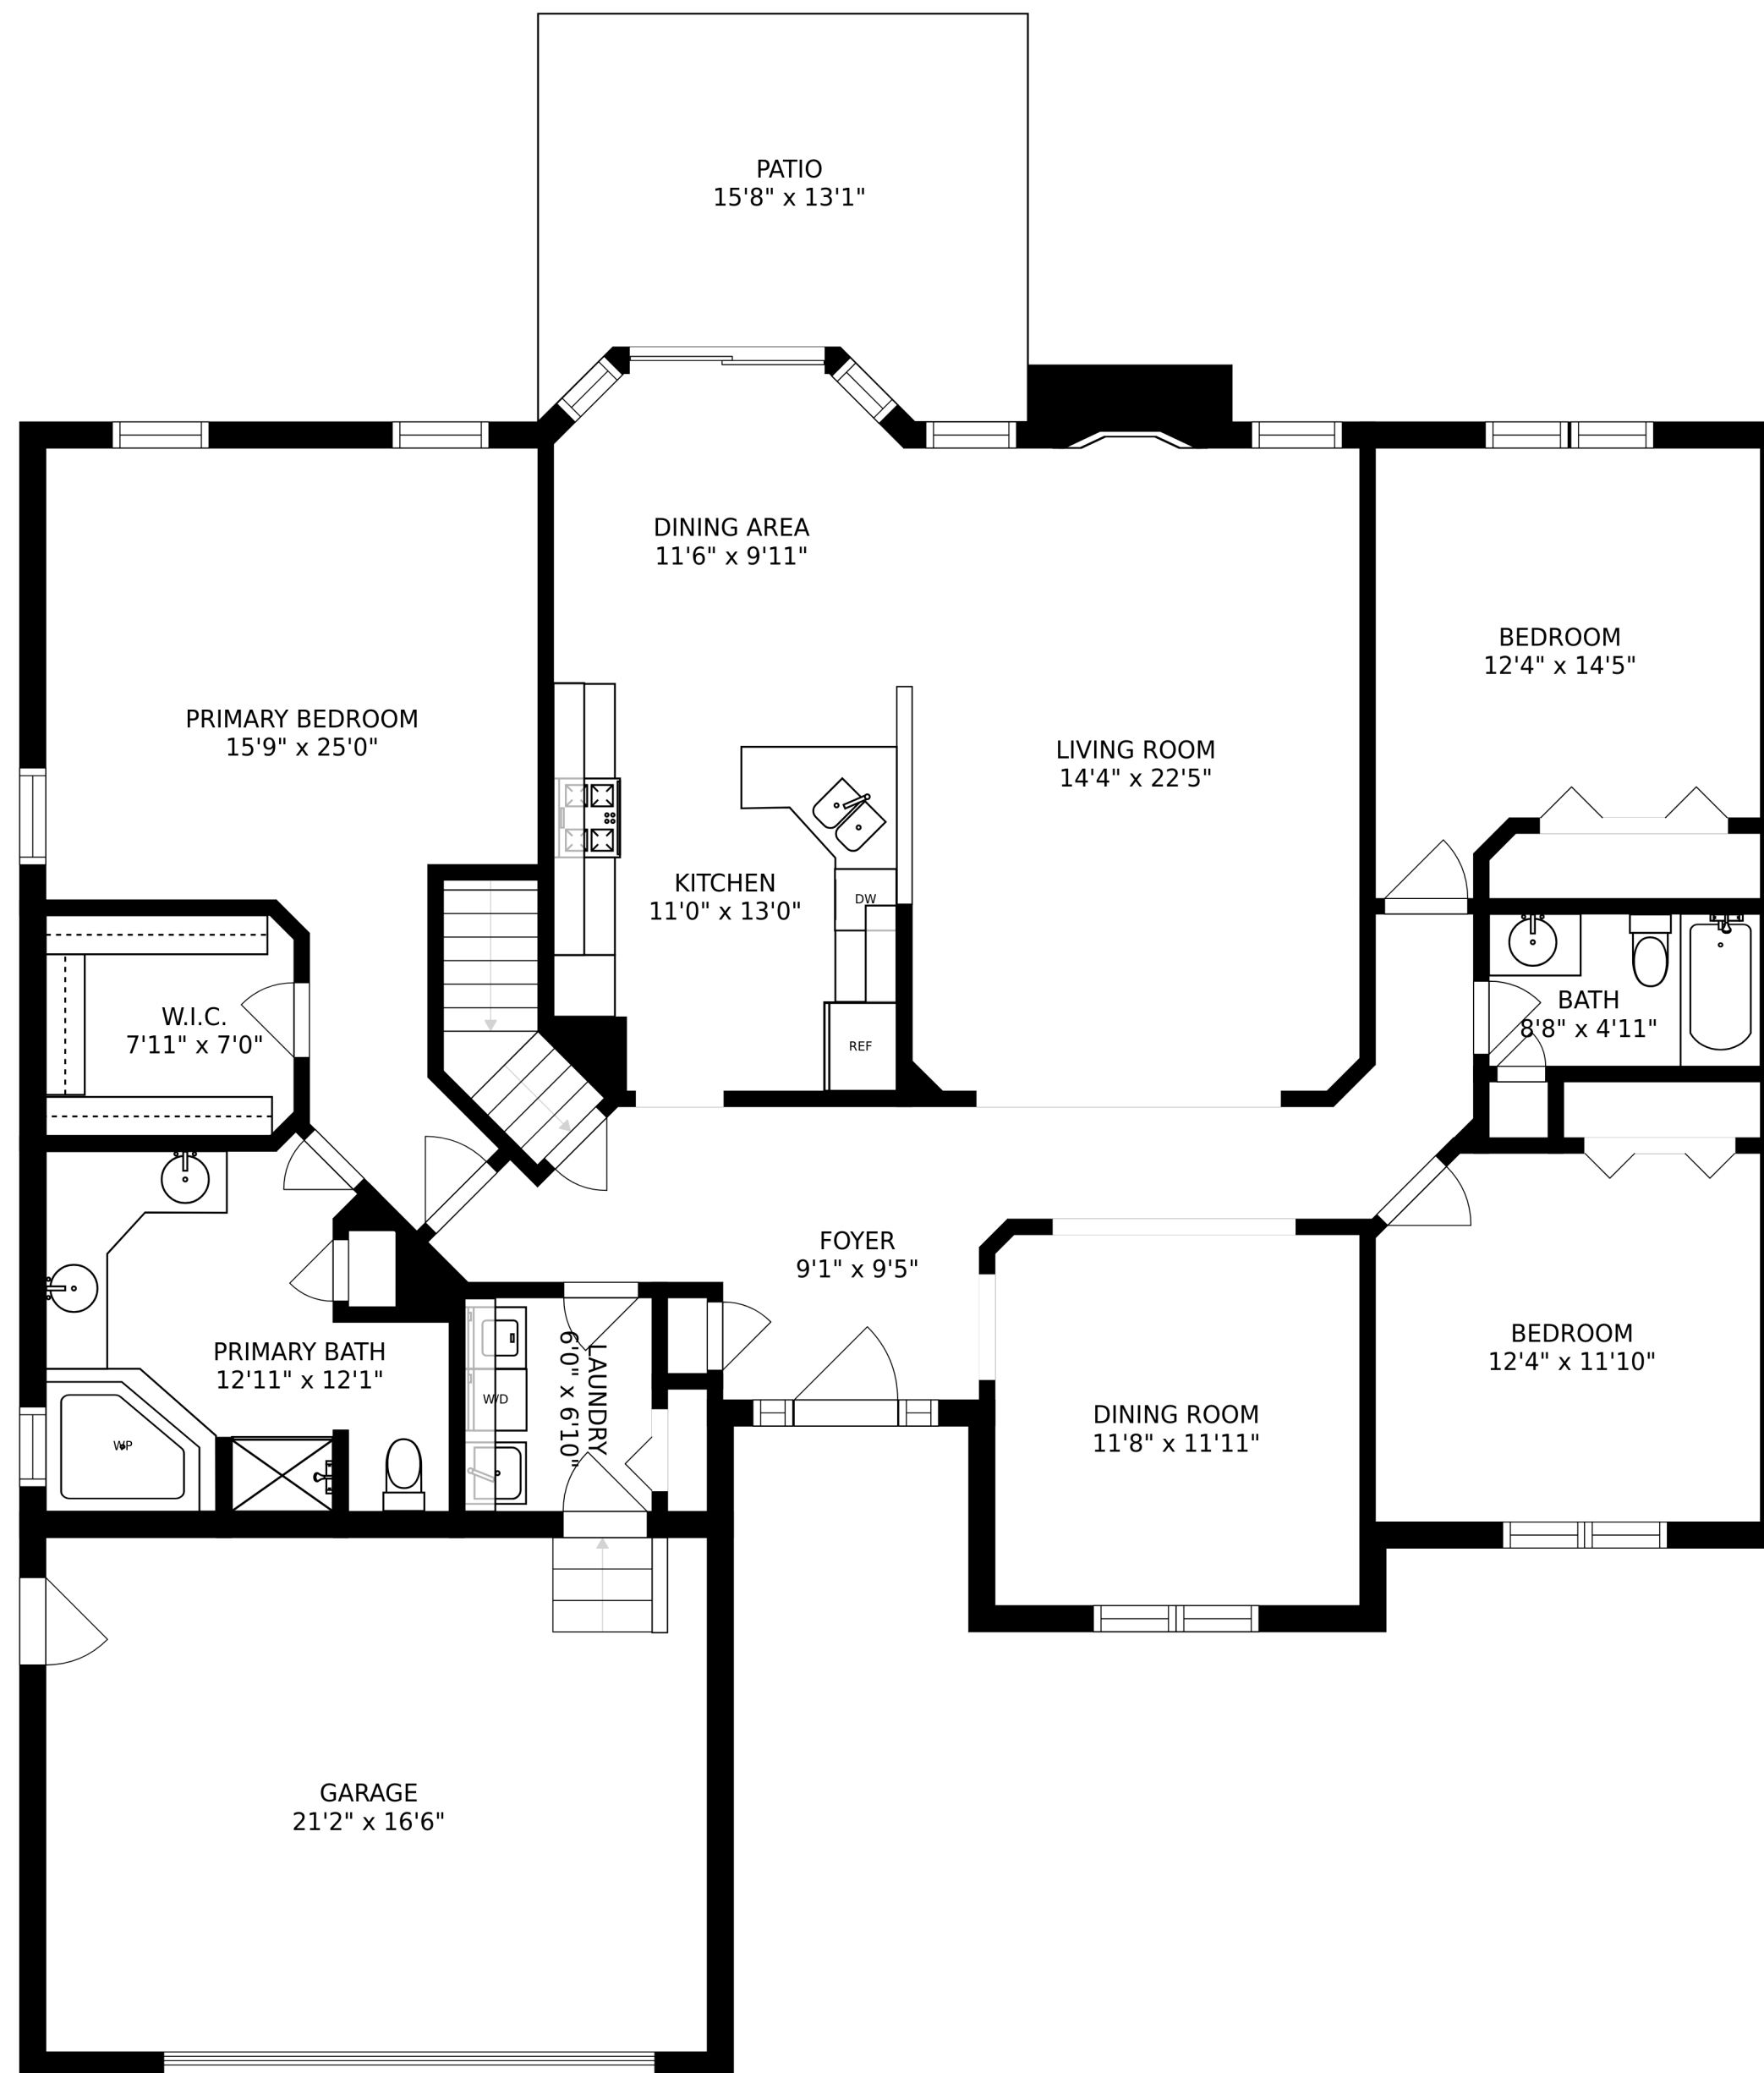 PATIO
15'8" x 13'1"
DINING AREA
11'6" x 9'11"
BEDROOM
12'4" x 14'5"
PRIMARY BEDROOM
15'9" x 25'0"
LIVING ROOM
14'4" x 22'5"
KITCHEN
11'0" x 13'0"
DW
REF
W.I.C.
7'11" x 7'0"
BATH
8'8" x 4'11"
FOYER
9'1" x 9'5"
PRIMARY BATH
12'11" x 12'1"
WP
W/D
LAUNDRY
6'0" x 6'10"
BEDROOM
12'4" x 11'10"
DINING ROOM
11'8" x 11'11"
GARAGE
21'2" x 16'6"